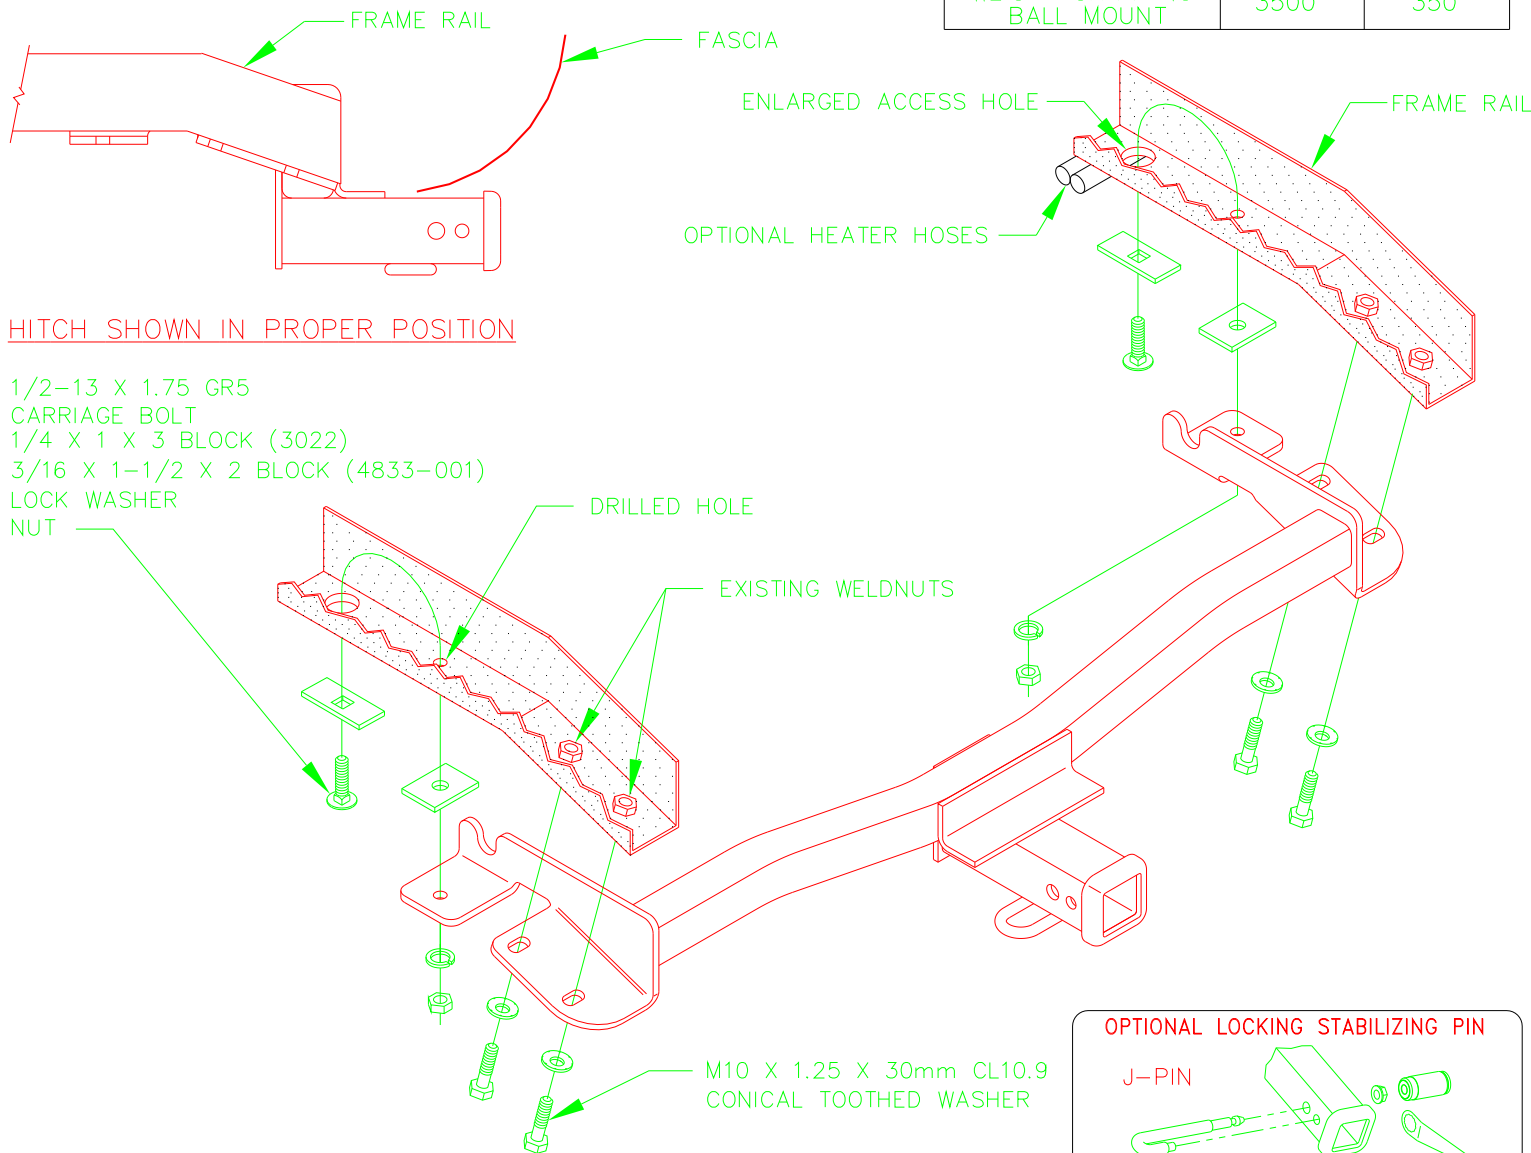 FRAME RAIL
FASCIA
BALL MOUNT
3500
350
ENLARGED ACCESS HOLE
FRAME RAIL
OPTIONAL HEATER HOSES
HITCH SHOWN IN PROPER POSITION
1/2-13 X 1.75 GR5
CARRIAGE BOLT
1/4 X 1 X 3 BLOCK (3022)
3/16 X 1-1/2 X 2 BLOCK (4833-001)
LOCK WASHER
NUT
DRILLED HOLE
EXISTING WELDNUTS
M10 X 1.25 X 30mm CL10.9
CONICAL TOOTHED WASHER
OPTIONAL LOCKING STABILIZING PIN
J-PIN